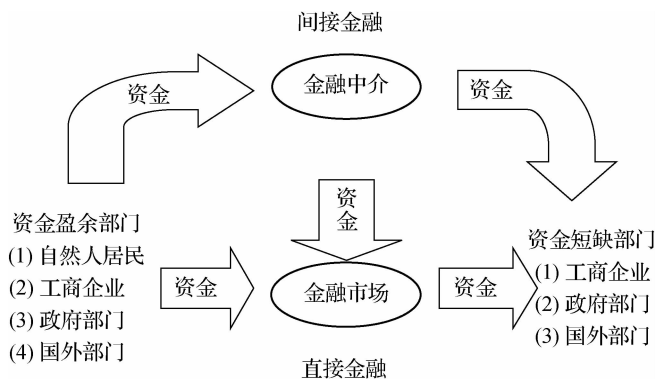 间接金融
金融中介
资金
资金
资金
资金盈余部门
(1) 自然人居民
(2) 工商企业
(3) 政府部门
(4) 国外部门
资金
金融市场
资金
资金短缺部门
(1) 工商企业
(2) 政府部门
(3) 国外部门
直接金融